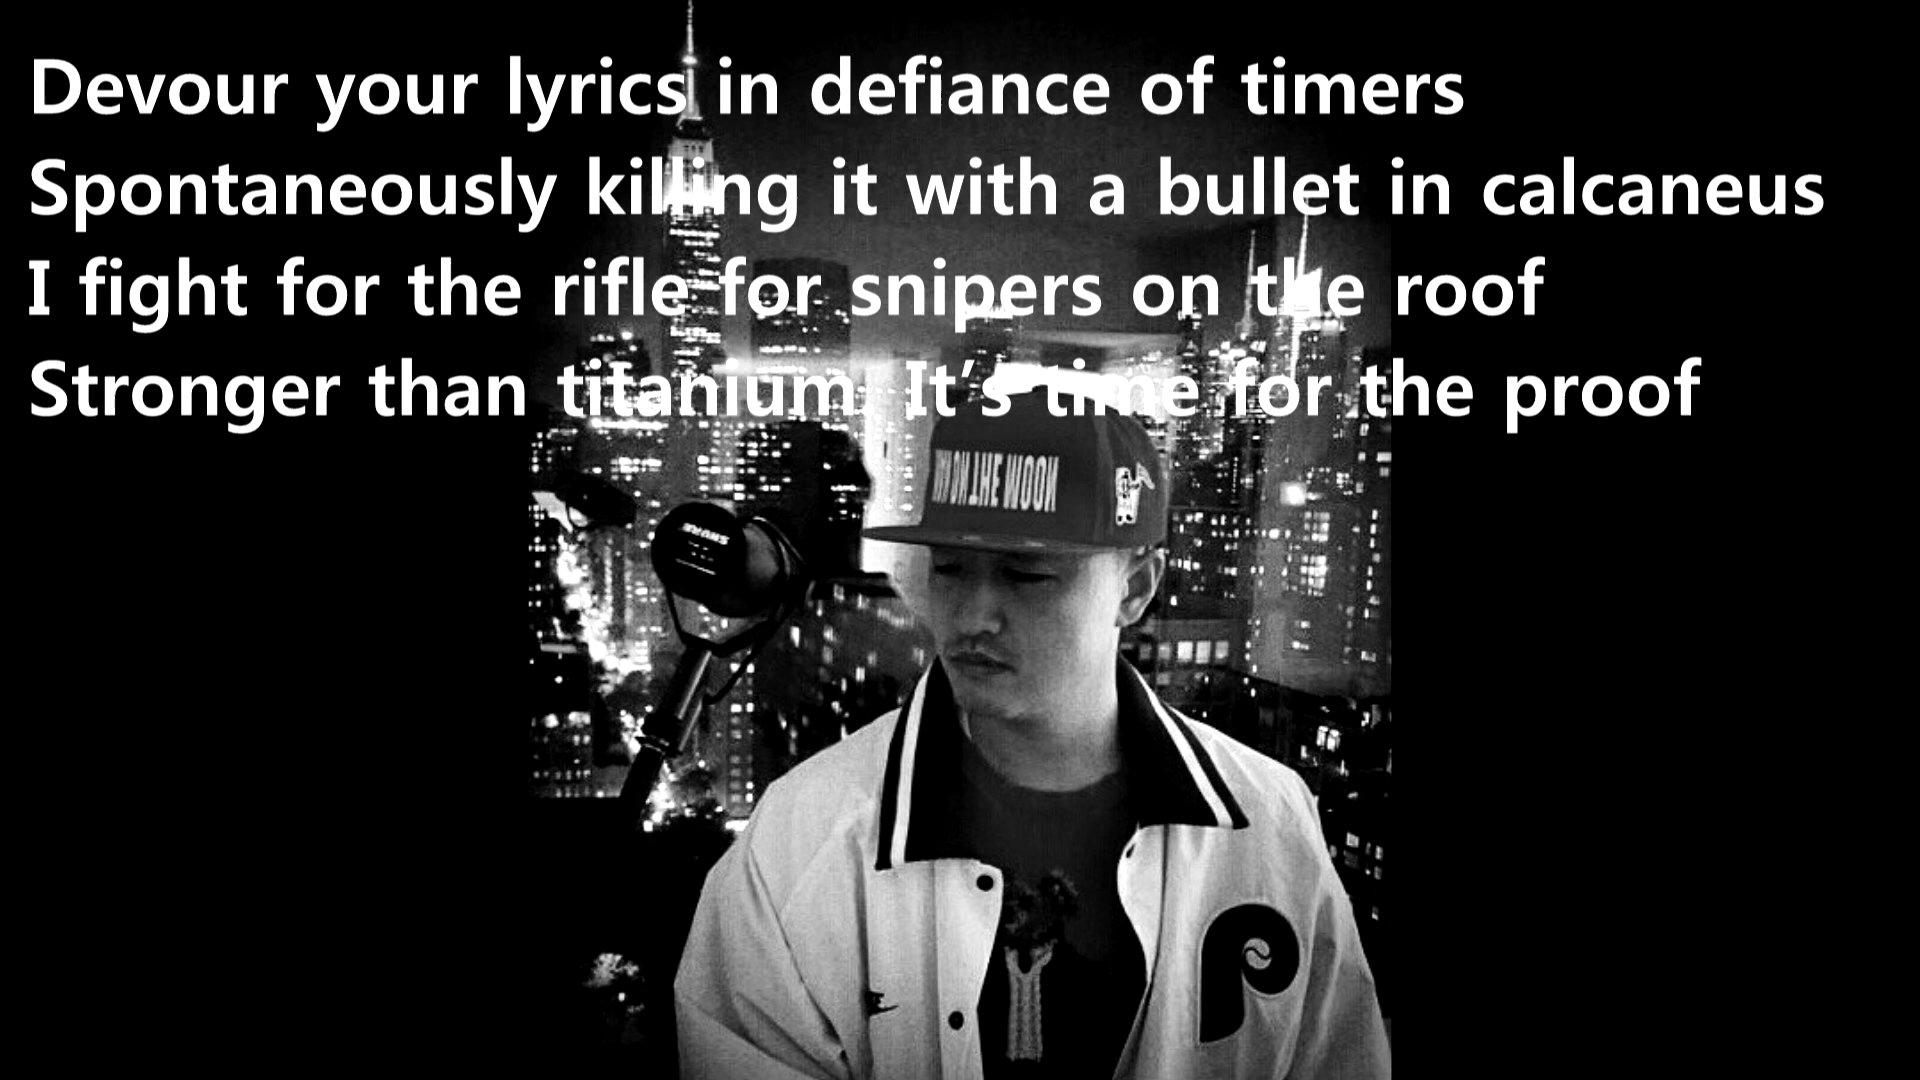 Devour your lyrics in defiance of timers
Spontaneously killing it with a bullet in calcaneus
I fight for the rifle for snipers on the roof
Stronger than titanium. It's time for the proof
SHURE
ON THE MOON
P